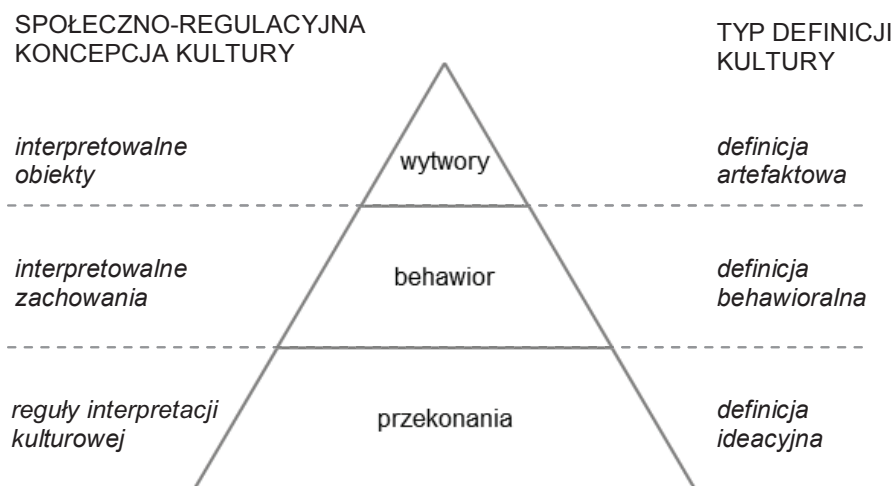 SPOŁECZNO-REGULACYJNA
KONCEPCJA KULTURY
TYP DEFINICJI
KULTURY
interpretowalne
obiekty
wytwory
definicja
artefaktowa
interpretowalne
zachowania
behawior
definicja
behawioralna
reguły interpretacji
kulturowej
przekonania
definicja
ideacyjna